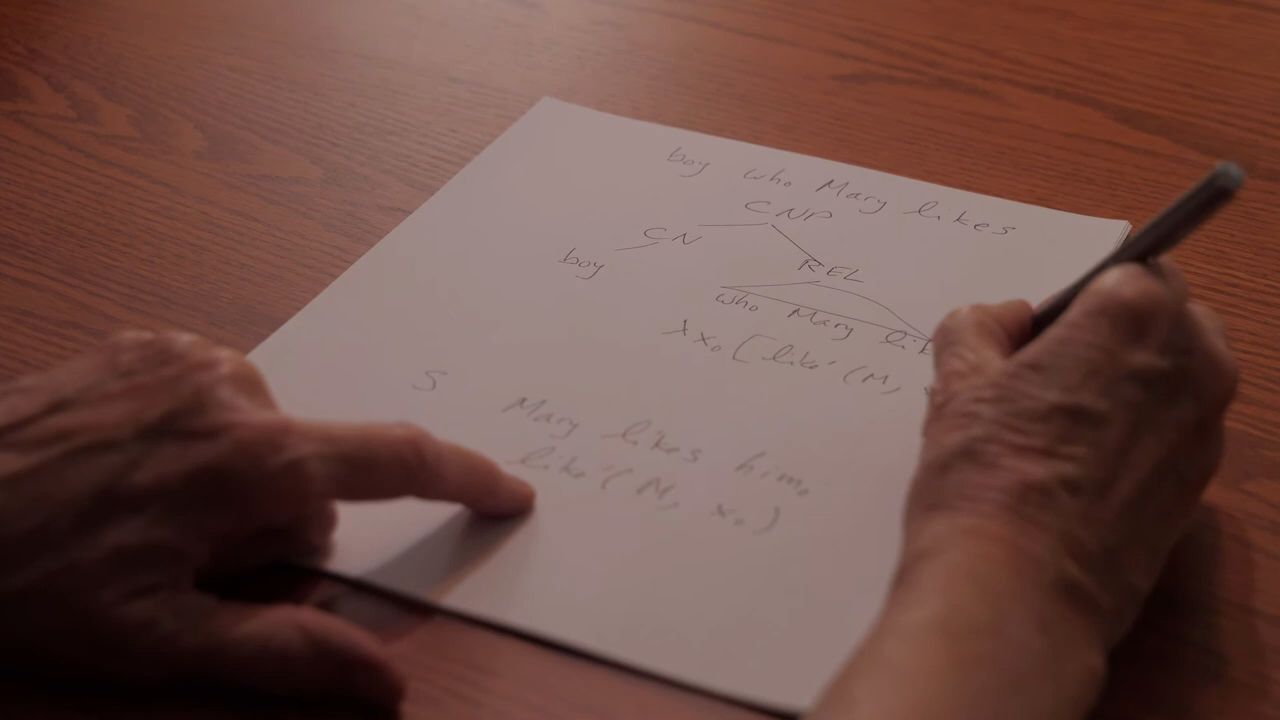 boy who Mary likes
CNP
CN REL
boy
who Mary
λx₀ [like' (M,
S Mary likes him₀
like' (M, x₀)